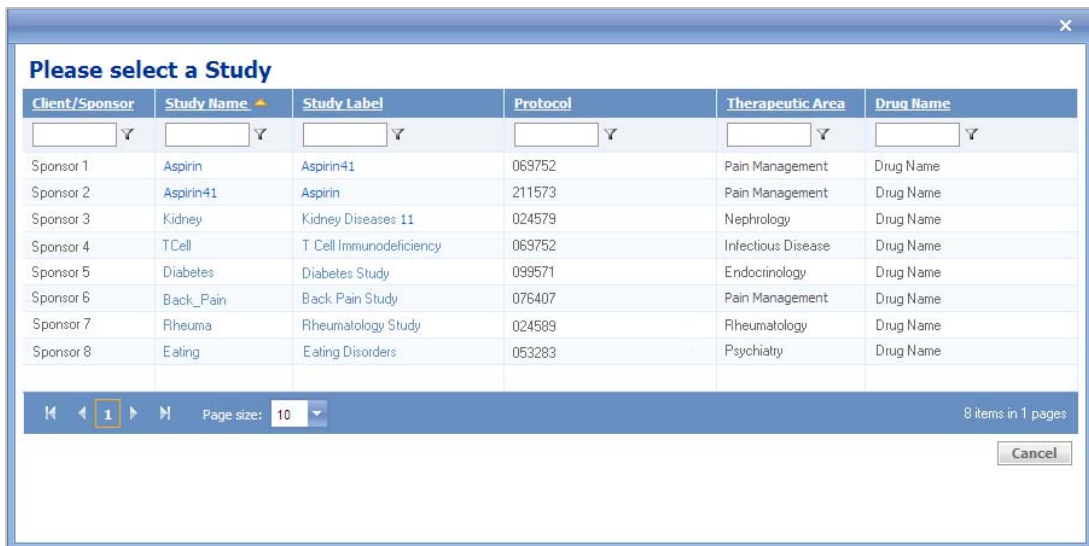 Please select a Study
Client/Sponsor Study Name Study Label Protocol Therapeutic Area Drug Name
Sponsor 1 Aspirin Aspirin41 069752 Pain Management Drug Name
Sponsor 2 Aspirin41 Aspirin 211573 Pain Management Drug Name
Sponsor 3 Kidney Kidney Diseases 11 024579 Nephrology Drug Name
Sponsor 4 TCell T Cell Immunodeficiency 069752 Infectious Disease Drug Name
Sponsor 5 Diabetes Diabetes Study 099571 Endocrinology Drug Name
Sponsor 6 Back_Pain Back Pain Study 076407 Pain Management Drug Name
Sponsor 7 Rheuma Rheumatology Study 024589 Rheumatology Drug Name
Sponsor 8 Eating Eating Disorders 053283 Psychiatry Drug Name
1 Page size: 10 8 items in 1 pages
Cancel